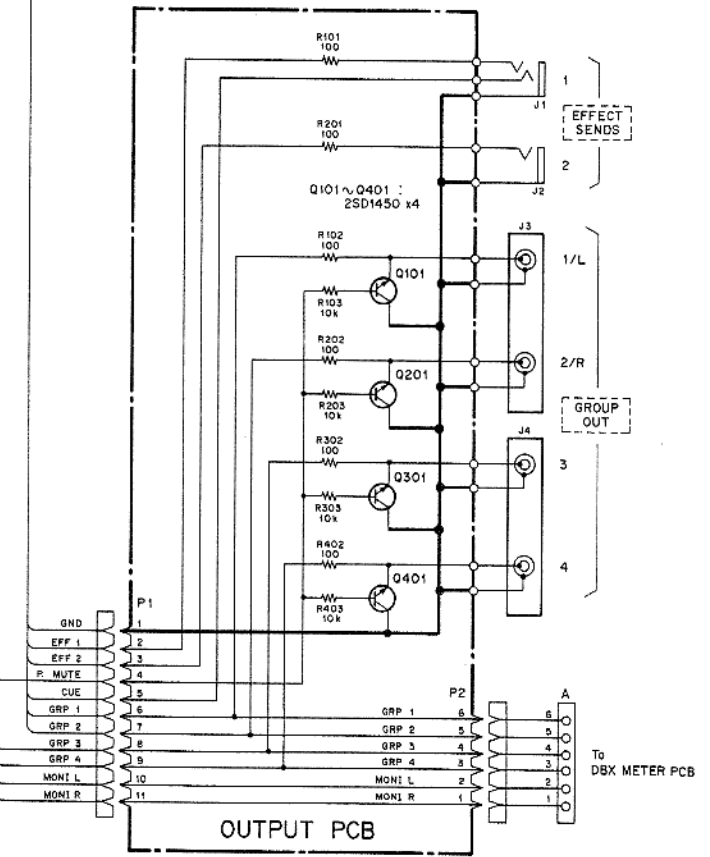 R101
100
1
J1
EFFECT
SENDS
R201
100
2
J2
Q101~Q401 :
2SD1450 x4
R102
100
J3
1/L
Q101
R103
10k
R202
100
2/R
Q201
R203
10k
GROUP
OUT
R302
100
J4
3
Q301
R303
10k
R402
100
4
Q401
R403
10k
P1
GND 1
EFF 1 2
EFF 2 3
P. MUTE 4
CUE 5
GRP 1 6
GRP 2 7
GRP 3 8
GRP 4 9
MONI L 10
MONI R 11
P2
A
GRP 1 6 6
GRP 2 5 5
GRP 3 4 4
GRP 4 3 3
MONI L 2 2
MONI R 1 1
To
DBX METER PCB
OUTPUT PCB